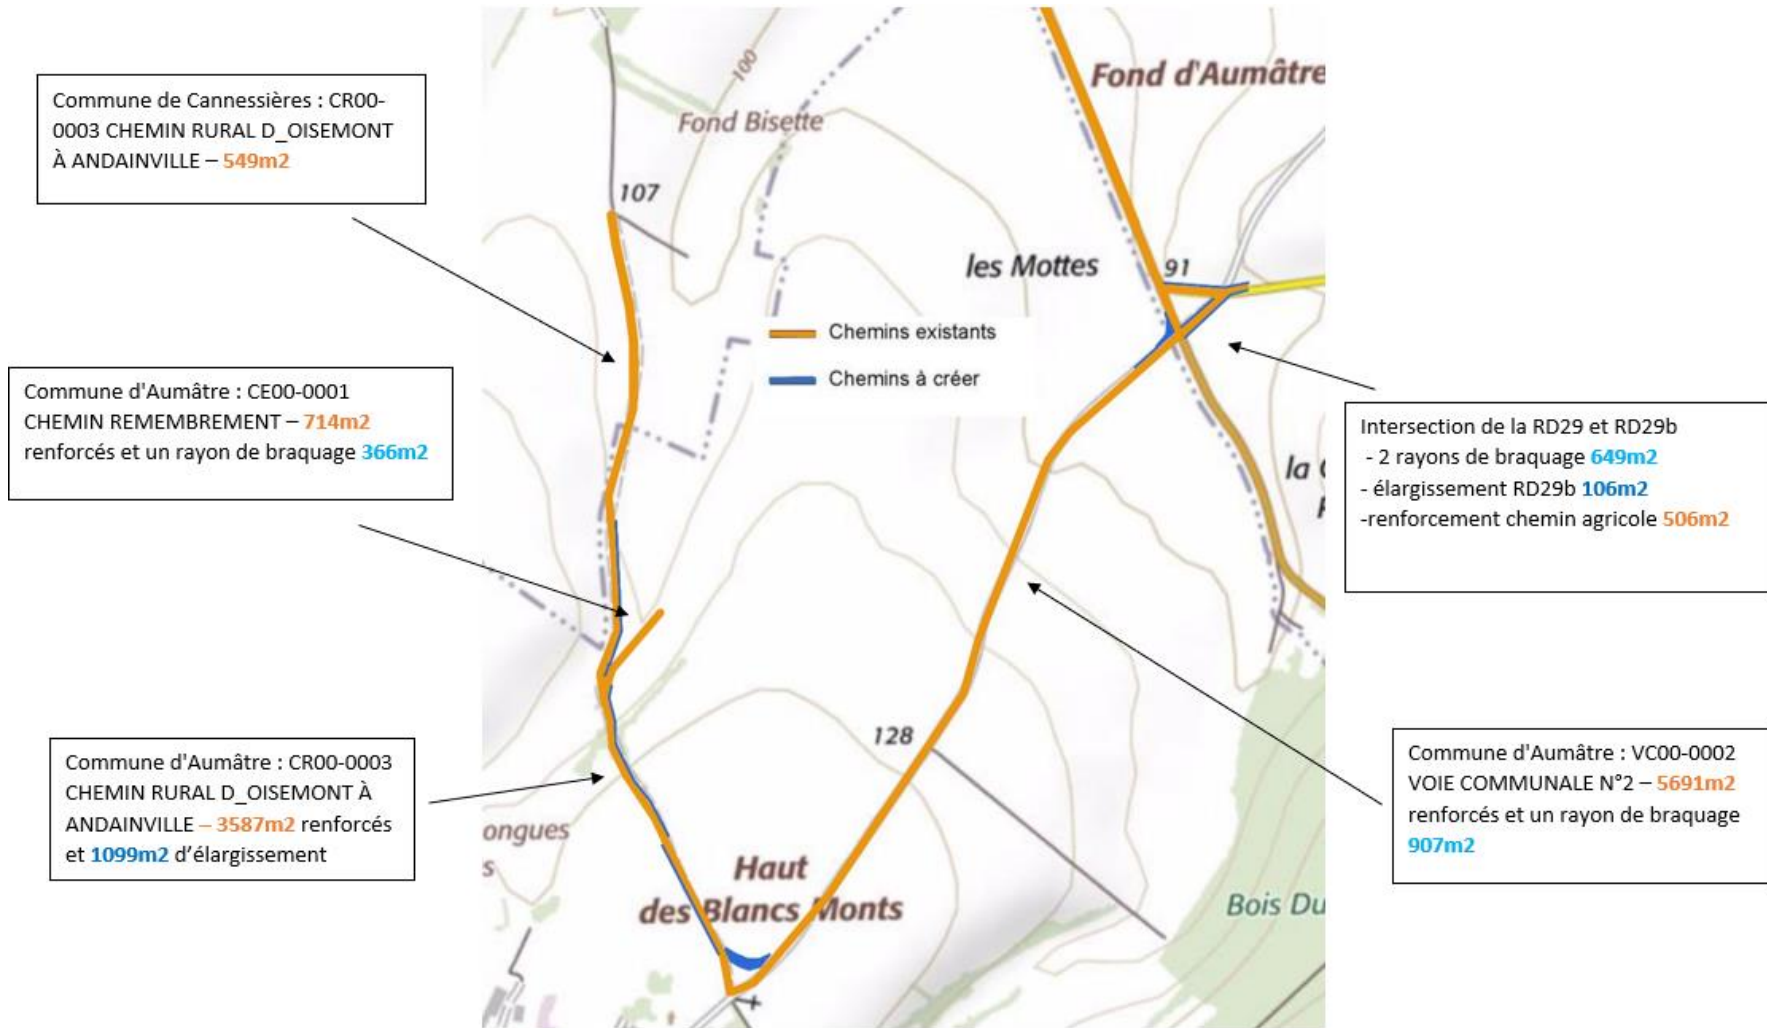 Commune de Cannessières : CR00-
0003 CHEMIN RURAL D_OISEMONT
À ANDAINVILLE – 549m2
Commune d'Aumâtre : CE00-0001
CHEMIN REMEMBREMENT – 714m2
renforcés et un rayon de braquage 366m2
Commune d'Aumâtre : CR00-0003
CHEMIN RURAL D_OISEMONT À
ANDAINVILLE – 3587m2 renforcés
et 1099m2 d’élargissement
100
Fond d'Aumâtre
Fond Bisette
107
les Mottes
91
Chemins existants
Chemins à créer
la
128
ongues
s
Haut
des Blancs Monts
Bois Du
Intersection de la RD29 et RD29b
- 2 rayons de braquage 649m2
- élargissement RD29b 106m2
-renforcement chemin agricole 506m2
Commune d'Aumâtre : VC00-0002
VOIE COMMUNALE N°2 – 5691m2
renforcés et un rayon de braquage
907m2